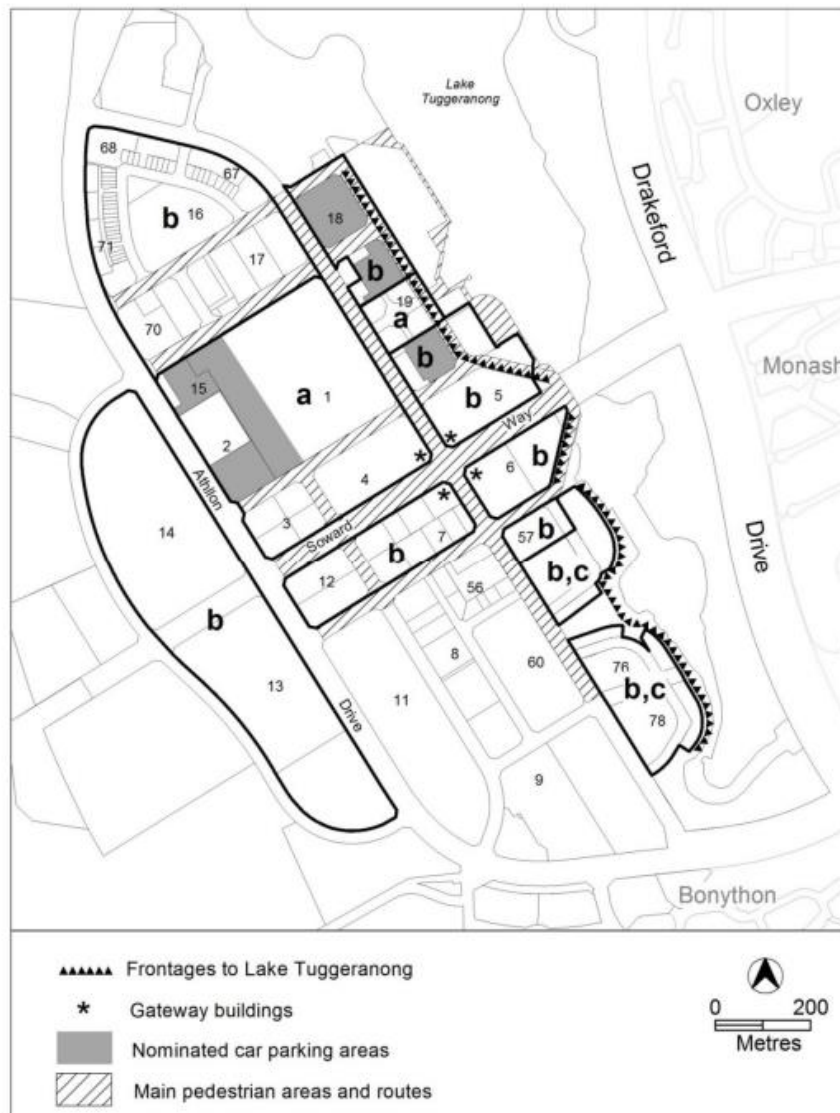 Lake
Tuggeranong
Oxley
Drakeford
68
67
b 16
18
71
17
b
19
a
70
b
Monash
15
a 1
b 5
Way
2
b
6
4
Athllon
14
3
Soward
b
7
57 b
Drive
12
b,c
56
b
8
60
76
b,c
13
11
78
Drive
9
Bonython
Frontages to Lake Tuggeranong
* Gateway buildings
0 200
Metres
Nominated car parking areas
Main pedestrian areas and routes